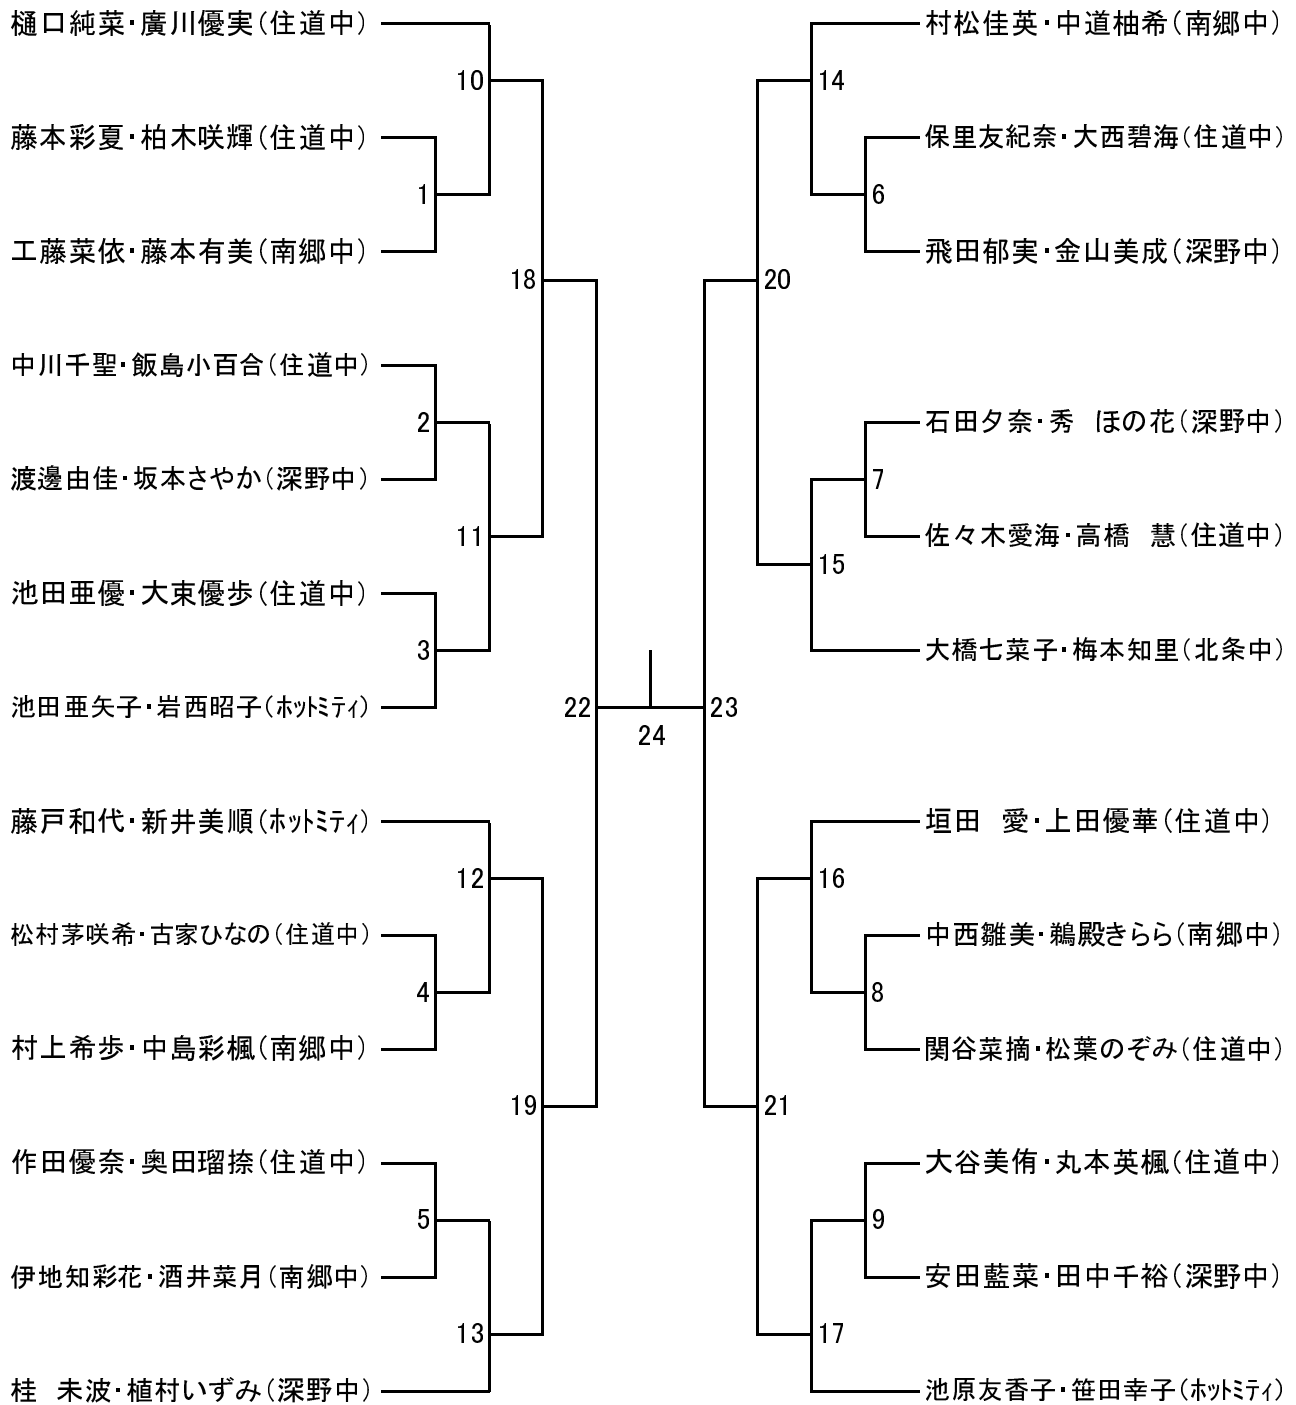 樋口純菜・廣川優実（住道中）
10
藤本彩夏・柏木咲輝（住道中）
1
工藤菜依・藤本有美（南郷中）
18
中川千聖・飯島小百合（住道中）
2
渡邊由佳・坂本さやか（深野中）
11
池田亜優・大束優歩（住道中）
3
池田亜矢子・岩西昭子（ﾎｯﾄﾐﾃｨ）
22
藤戸和代・新井美順（ﾎｯﾄﾐﾃｨ）
12
松村茅咲希・古家ひなの（住道中）
4
村上希歩・中島彩楓（南郷中）
19
作田優奈・奥田瑠捺（住道中）
5
伊地知彩花・酒井菜月（南郷中）
13
桂　未波・植村いずみ（深野中）
24
村松佳英・中道柚希（南郷中）
14
保里友紀奈・大西碧海（住道中）
6
飛田郁実・金山美成（深野中）
20
石田夕奈・秀　ほの花（深野中）
7
佐々木愛海・高橋　慧（住道中）
15
大橋七菜子・梅本知里（北条中）
23
垣田　愛・上田優華（住道中）
16
中西雛美・鵜殿きらら（南郷中）
8
関谷菜摘・松葉のぞみ（住道中）
21
大谷美侑・丸本英楓（住道中）
9
安田藍菜・田中千裕（深野中）
17
池原友香子・笹田幸子（ﾎｯﾄﾐﾃｨ）